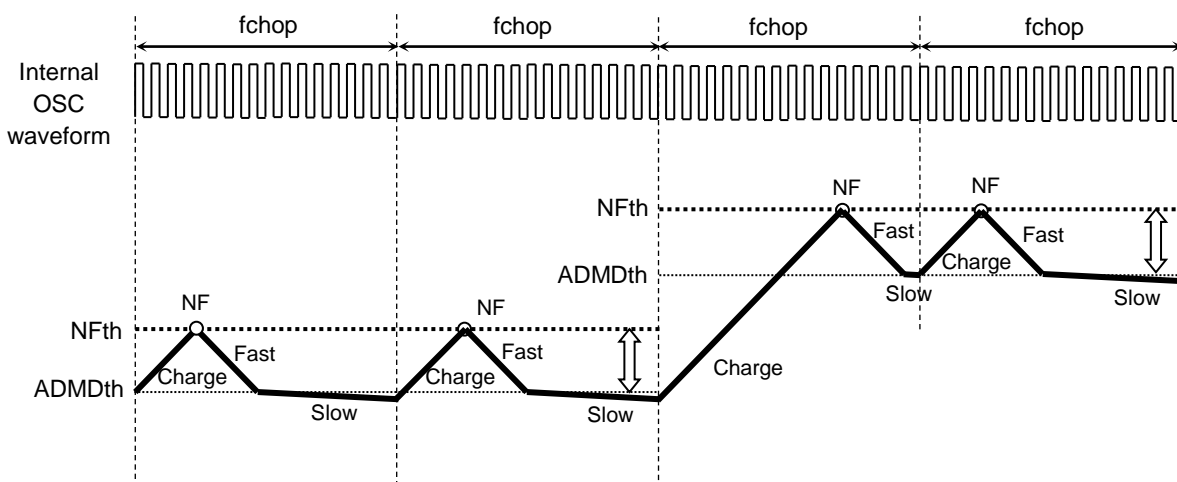 fchop fchop fchop fchop
Internal
OSC
waveform
NF NF
NFth
Fast Fast
ADMDth
Charge
Slow
Slow
NF NF
NFth
Fast Fast
Charge Charge
ADMDth
Slow Slow
Charge